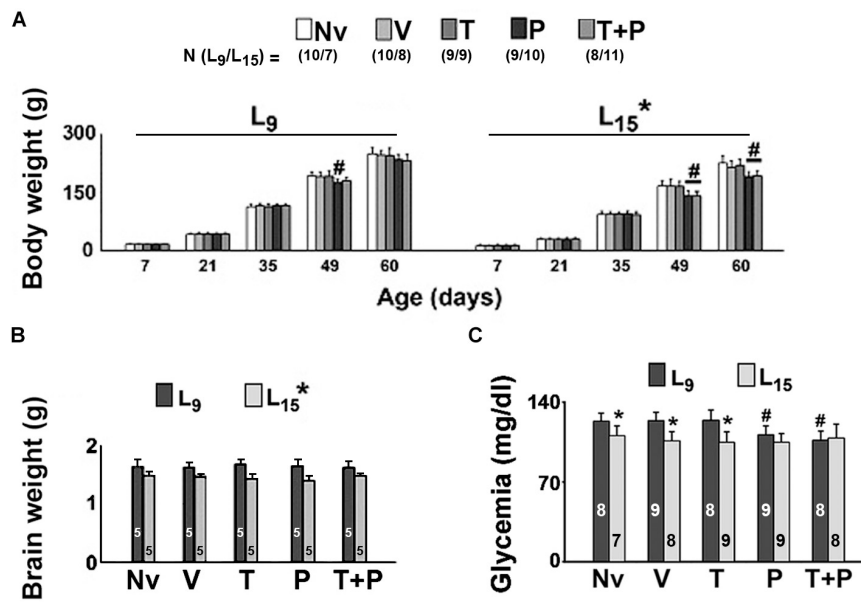 A
Nv V T P T+P
N (L9/L15) = (10/7) (10/8) (9/9) (9/10) (8/11)
L9 L15*
Body weight (g)
300
150
0
# # #
7 21 35 49 60 7 21 35 49 60
Age (days)
B
L9 L15*
Brain weight (g)
2
1
0
5 5 5 5 5 5 5 5 5 5
Nv V T P T+P
C
L9 L15
Glycemia (mg/dl)
140
70
0
* * * # #
8 7 9 8 8 9 9 9 8 8
Nv V T P T+P